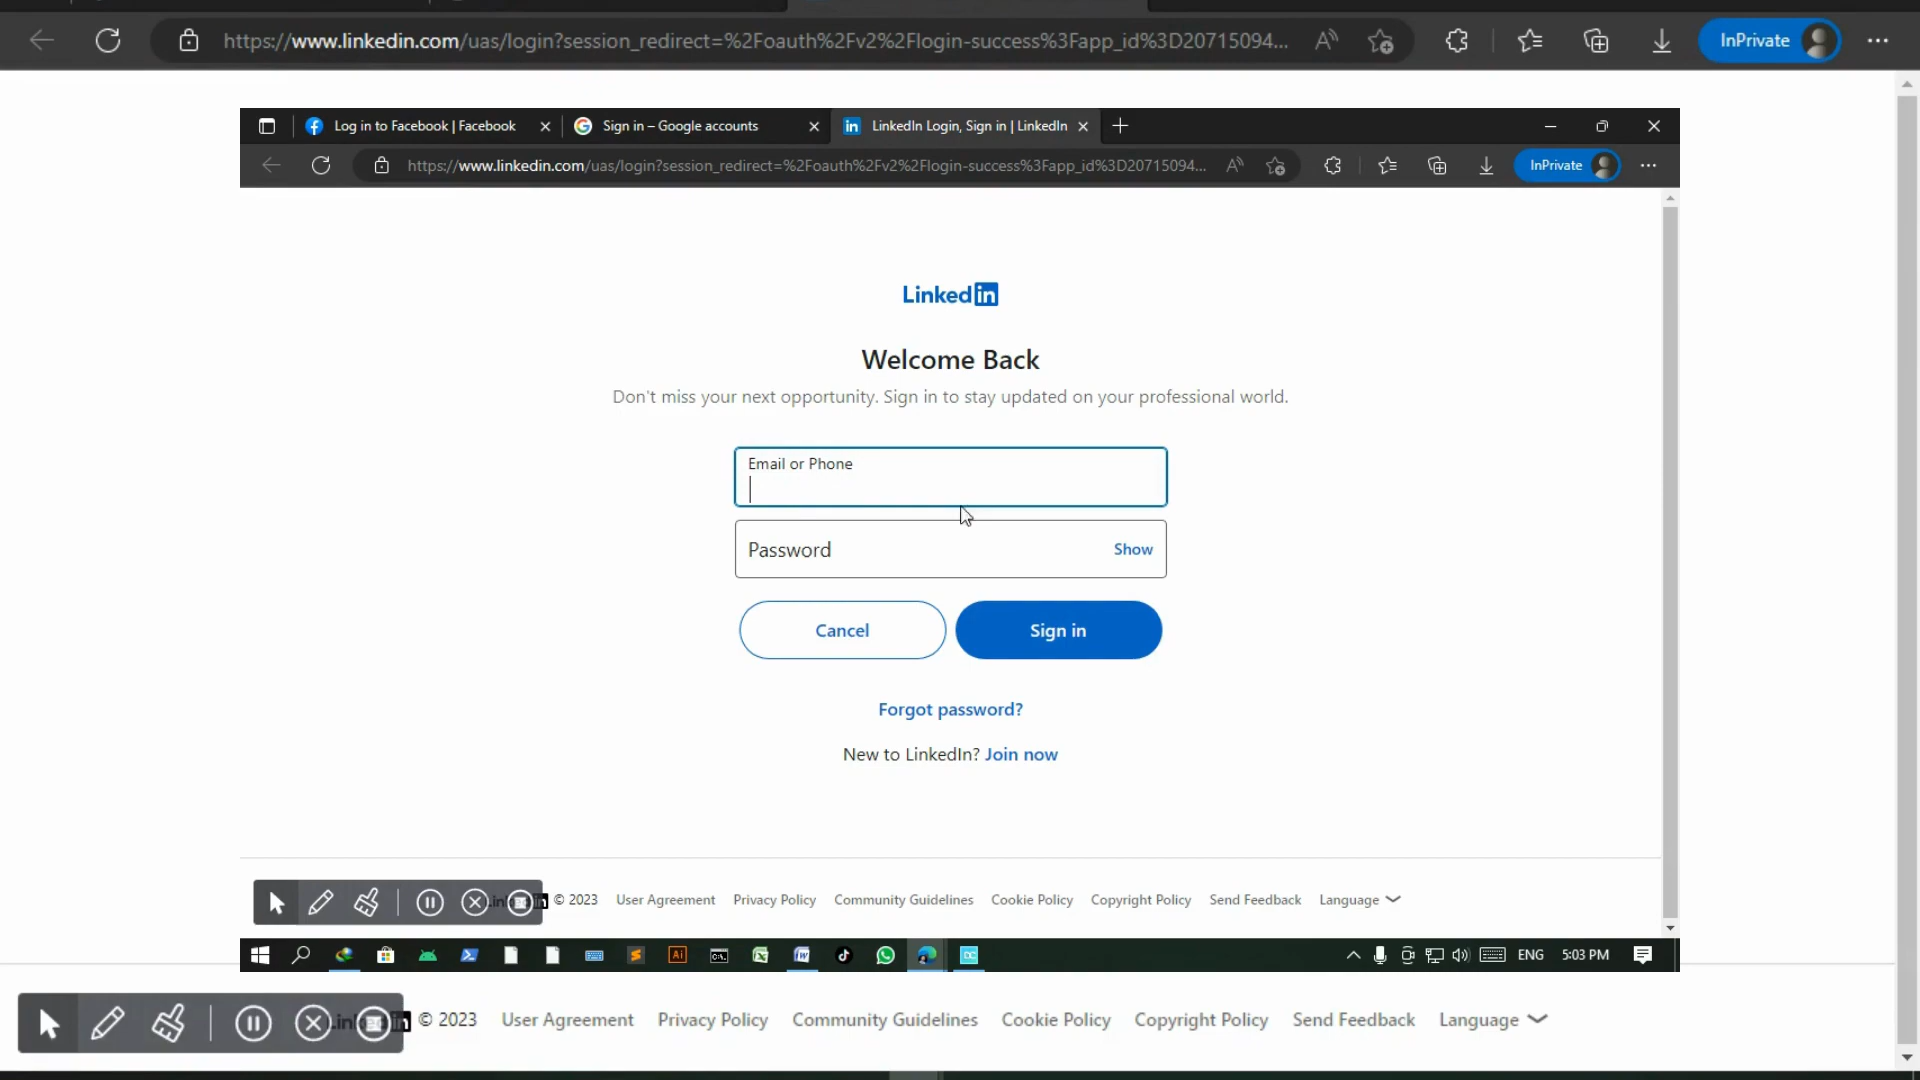 https://www.linkedin.com/uas/login?session_redirect=%2Foauth%2Fv2%2Flogin-success%3Fapp_id%3D20715094... InPrivate
Log in to Facebook | Facebook Sign in – Google accounts LinkedIn Login, Sign in | LinkedIn
https://www.linkedin.com/uas/login?session_redirect=%2Foauth%2Fv2%2Flogin-success%3Fapp_id%3D20715094... InPrivate
Linked in
Welcome Back
Don't miss your next opportunity. Sign in to stay updated on your professional world.
Email or Phone
Password Show
Cancel Sign in
Forgot password?
New to LinkedIn? Join now
© 2023 User Agreement Privacy Policy Community Guidelines Cookie Policy Copyright Policy Send Feedback Language
ENG 5:03 PM
© 2023 User Agreement Privacy Policy Community Guidelines Cookie Policy Copyright Policy Send Feedback Language